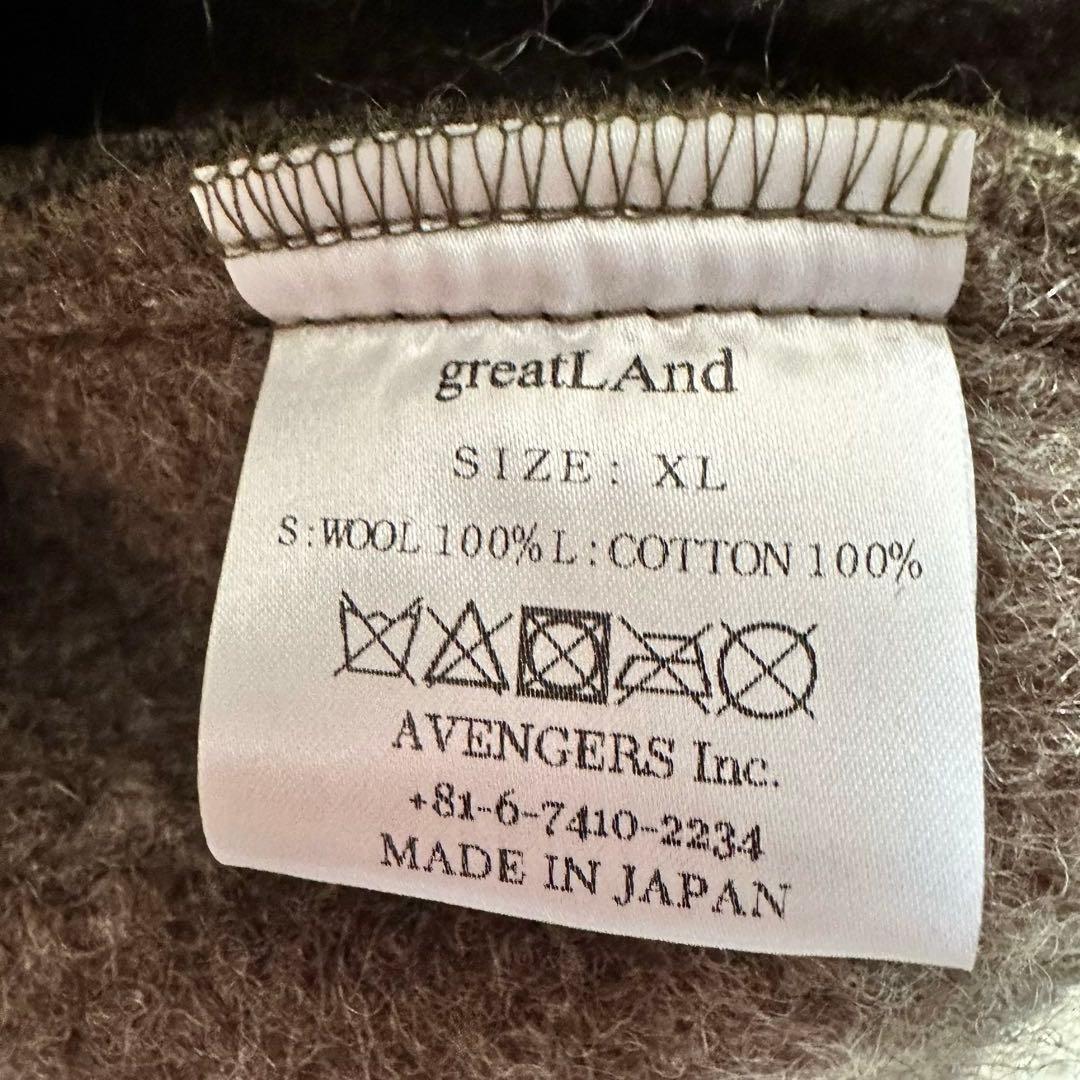 greatLAnd
SIZE: XL
S:WOOL 100% L:COTTON 100%
AVENGERS Inc.
+81-6-7410-2234
MADE IN JAPAN